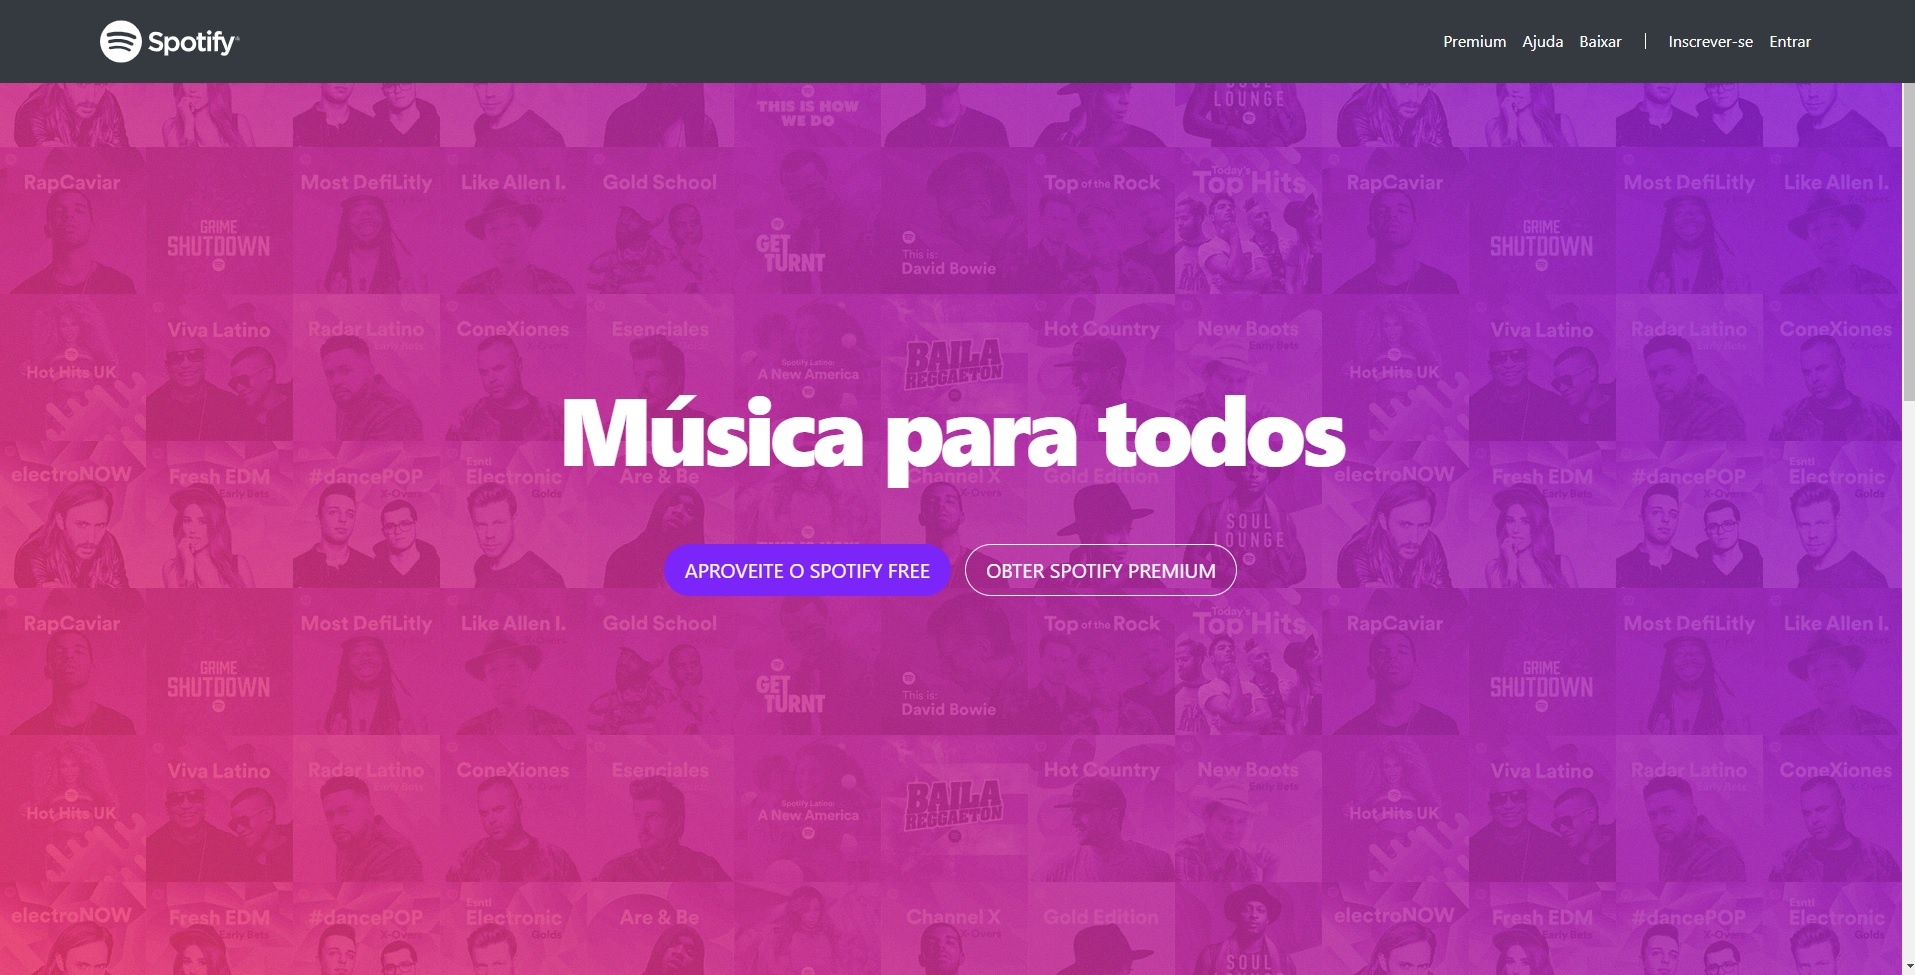 Spotify®
Premium Ajuda Baixar | Inscrever-se Entrar
THIS IS HOW
WE DO
SOUL
LOUNGE
RapCaviar
GRIME
SHUTDOWN
Most DefiLitly
Like Allen I.
Gold School
GET
TURNT
This is:
David Bowie
Top of the Rock
Today's
Top Hits
RapCaviar
GRIME
SHUTDOWN
Most DefiLitly
Like Allen I.
Hot Hits UK
Viva Latino
Radar Latino
Early Bets
ConeXiones
Esenciales
Spotify Latino:
A New America
BAILA
REGGAETON
Hot Country
New Boots
Early Bets
Hot Hits UK
Viva Latino
Radar Latino
ConeXiones
Música para todos
electroNOW
Fresh EDM
Early Bets
#dancePOP
X-Overs
Esntl
Electronic
Golds
Are & Be
Channel X
X-Overs
Gold Edition
SOUL
LOUNGE
electroNOW
Fresh EDM
Early Bets
#dancePOP
X-Overs
Esntl
Electronic
Golds
APROVEITE O SPOTIFY FREE
OBTER SPOTIFY PREMIUM
RapCaviar
GRIME
SHUTDOWN
Most DefiLitly
Like Allen I.
Gold School
GET
TURNT
This is:
David Bowie
Top of the Rock
Today's
Top Hits
RapCaviar
GRIME
SHUTDOWN
Most DefiLitly
Like Allen I.
Hot Hits UK
Viva Latino
Radar Latino
Early Bets
ConeXiones
Esenciales
Spotify Latino:
A New America
BAILA
REGGAETON
Hot Country
New Boots
Early Bets
Hot Hits UK
Viva Latino
Radar Latino
Early Bets
ConeXiones
electroNOW
Fresh EDM
Early Bets
#dancePOP
X-Overs
Esntl
Electronic
Golds
Are & Be
Channel X
X-Overs
Gold Edition
SOUL
electroNOW
Fresh EDM
Early Bets
#dancePOP
X-Overs
Esntl
Electronic
Golds